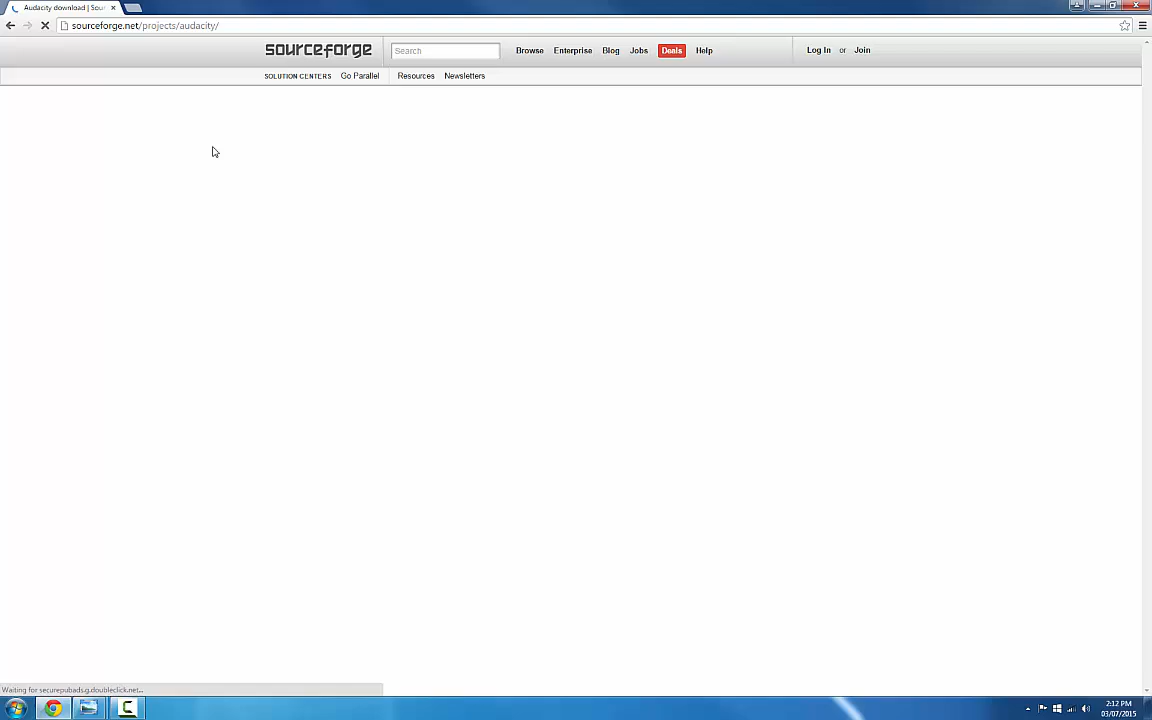 Audacity download | Sour
sourceforge.net/projects/audacity/
sourceforge
Search
Browse Enterprise Blog Jobs Deals Help
Log In or Join
SOLUTION CENTERS Go Parallel Resources Newsletters
Waiting for securepubads.g.doubleclick.net...
2:12 PM
03/07/2015